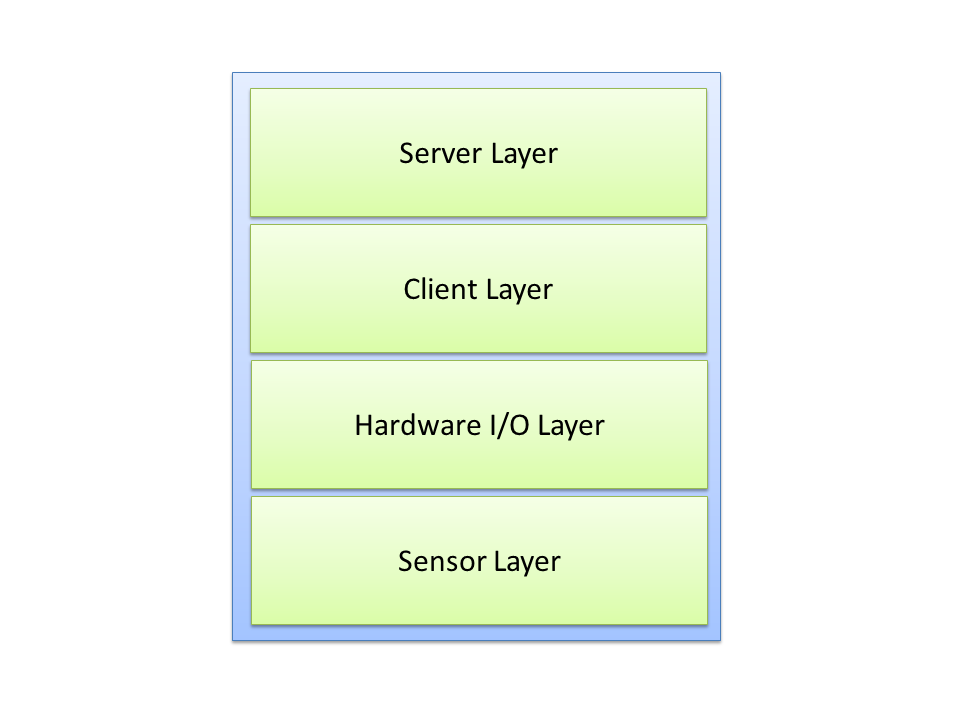 Server Layer
Client Layer
Hardware I/O Layer
Sensor Layer